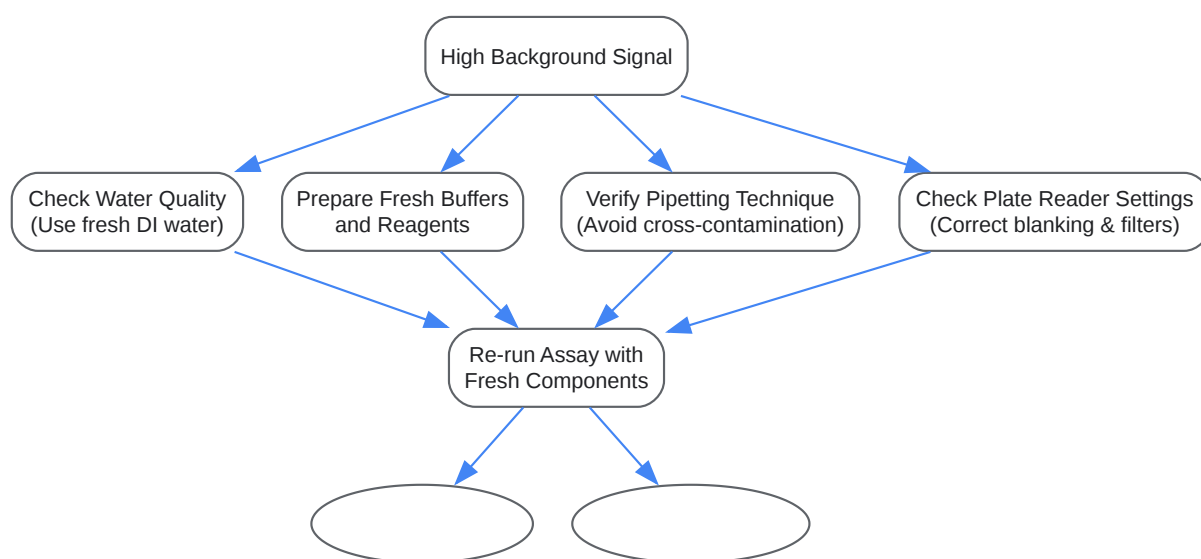 High Background Signal
Check Water Quality
(Use fresh DI water)
Prepare Fresh Buffers
and Reagents
Verify Pipetting Technique
(Avoid cross-contamination)
Check Plate Reader Settings
(Correct blanking & filters)
Re-run Assay with
Fresh Components